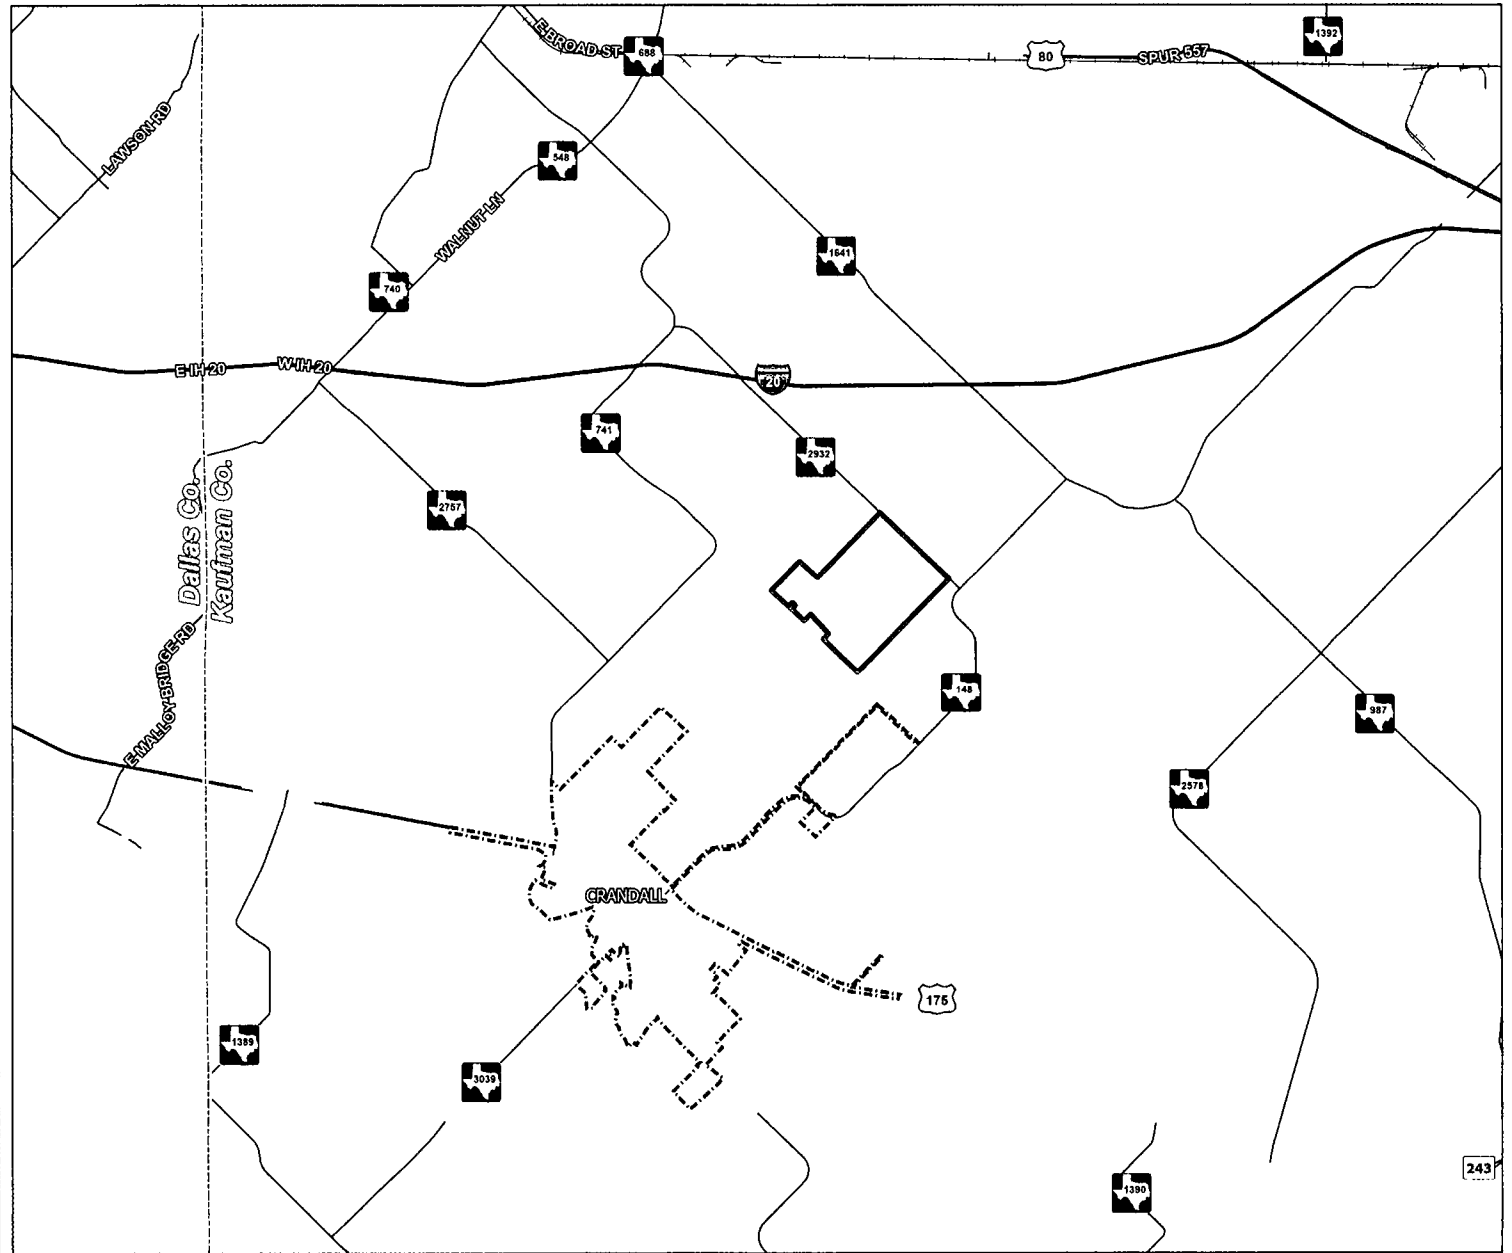 E BROAD ST
688
80
SPUR 557
1392
LAWSON RD
548
WALNUT LN
1641
740
E IH 20
W IH 20
20
741
2932
Dallas Co.
Kaufman Co.
2757
E MALLOY BRIDGE RD
148
987
2578
CRANDALL
175
1389
3039
243
1390